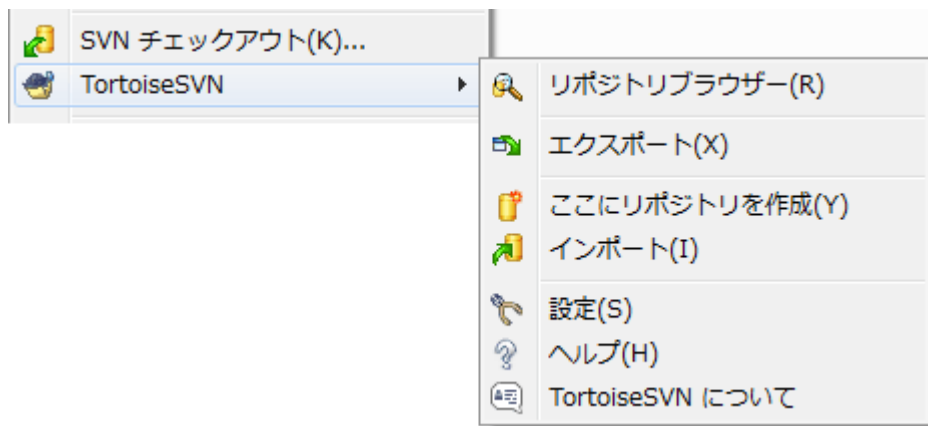 SVN チェックアウト(K)...
TortoiseSVN
リポジトリブラウザー(R)
エクスポート(X)
ここにリポジトリを作成(Y)
インポート(I)
設定(S)
ヘルプ(H)
TortoiseSVN について